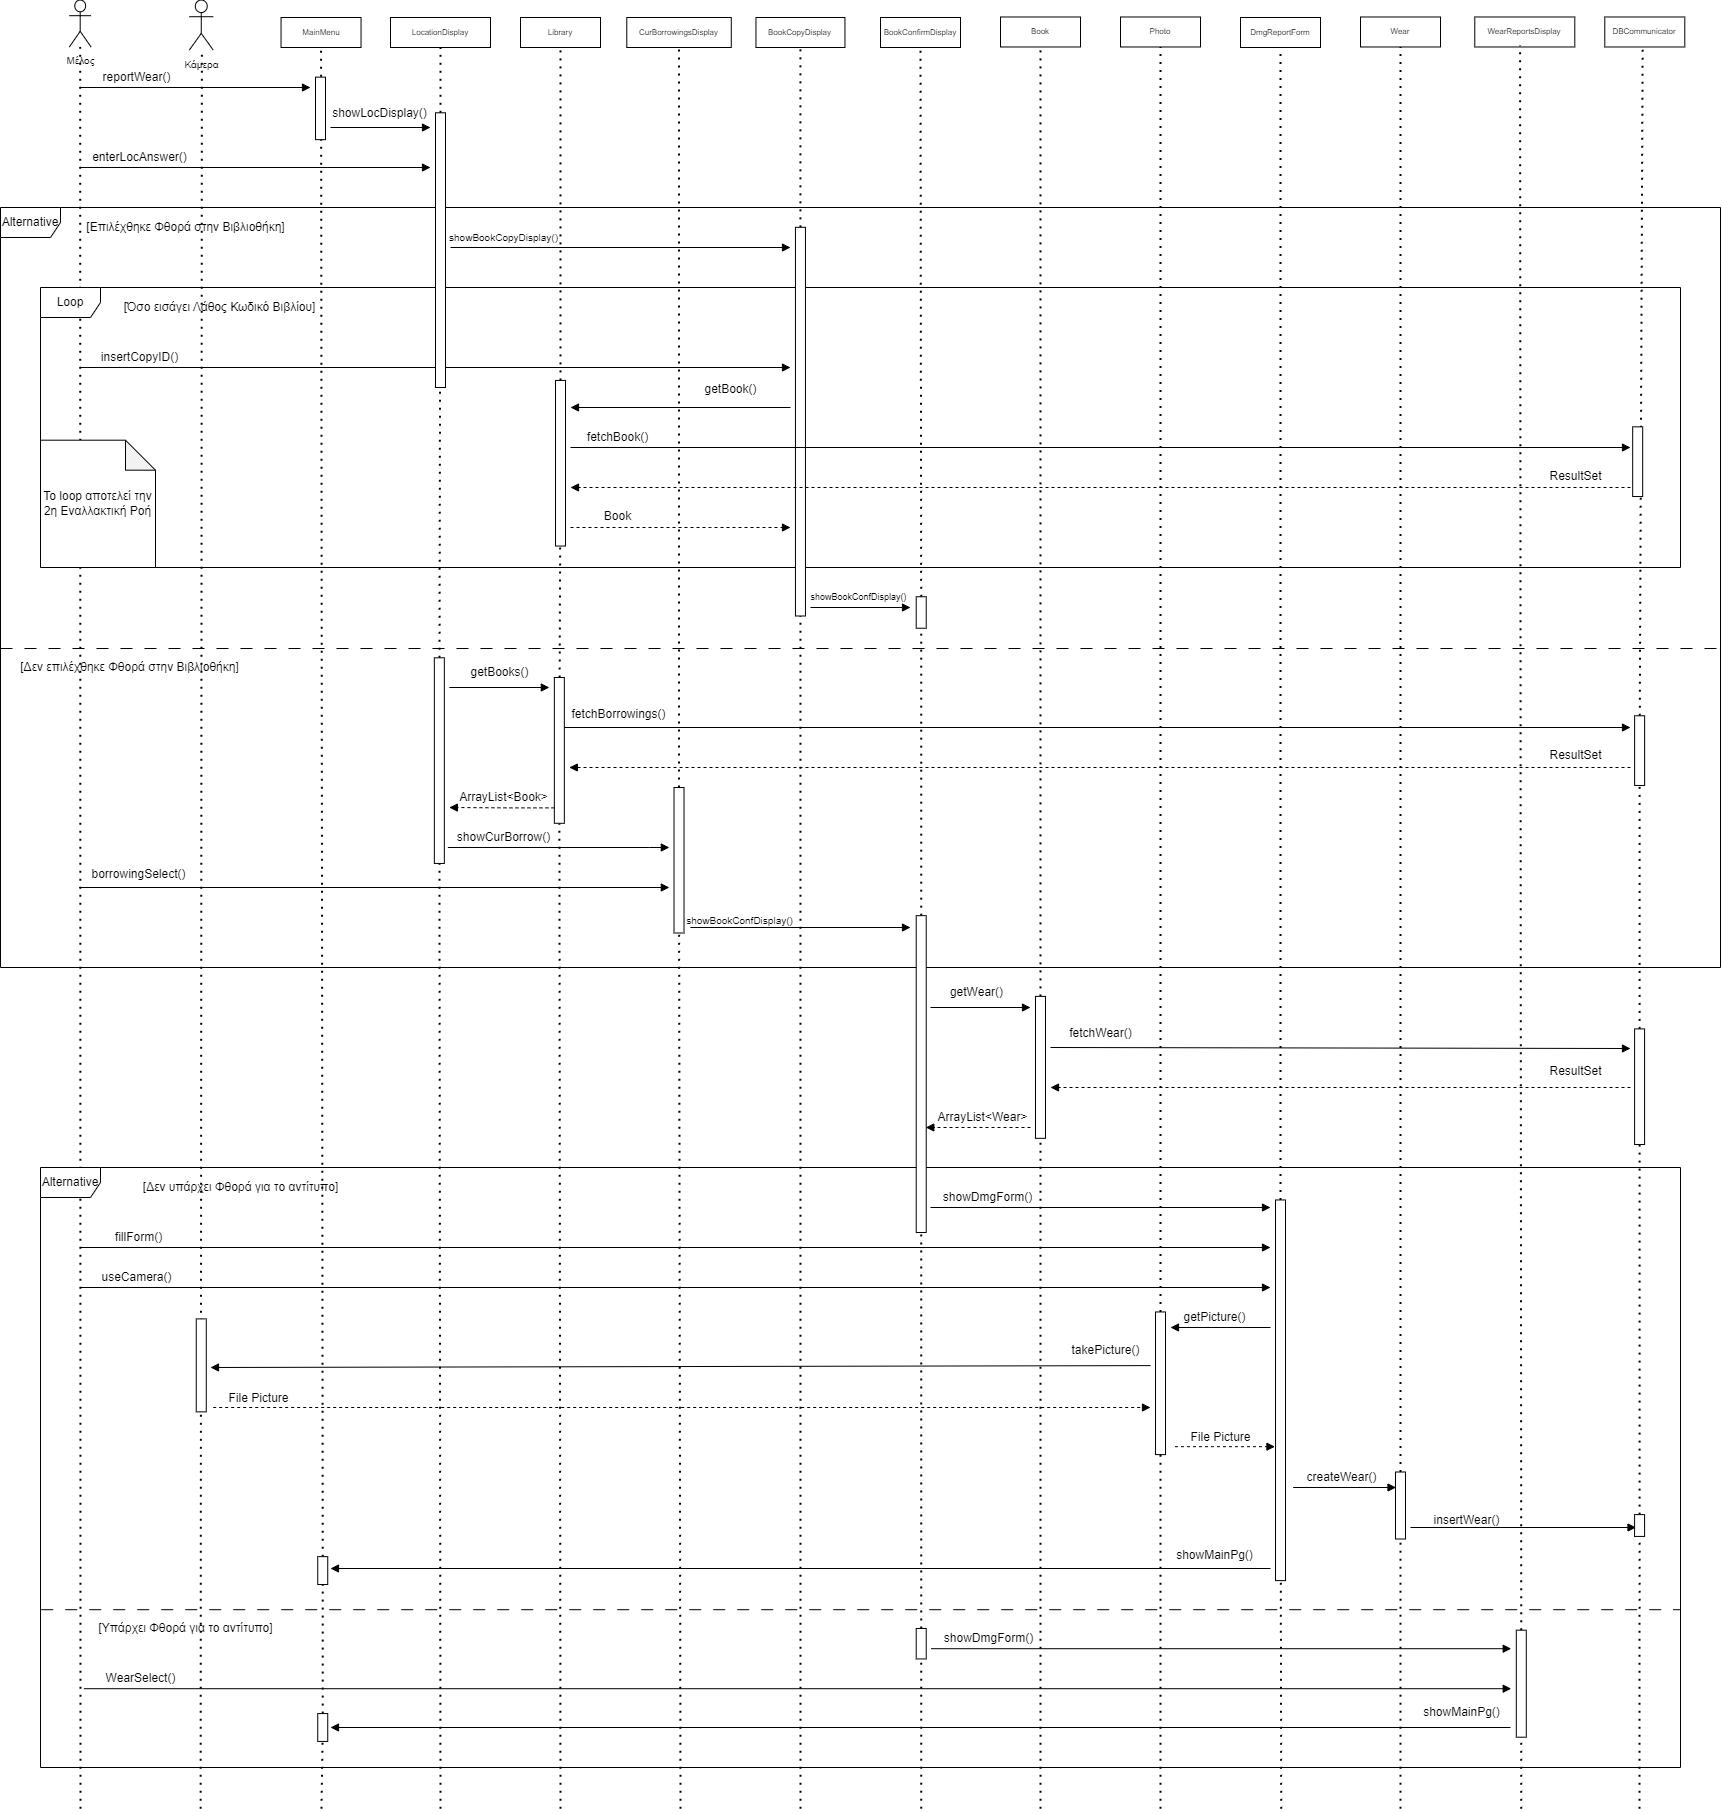 Μέλος
Κάμερα
MainMenu
LocationDisplay
Library
CurBorrowingsDisplay
BookCopyDisplay
BookConfirmDisplay
Book
Photo
DmgReportForm
Wear
WearReportsDisplay
DBCommunicator
reportWear()
showLocDisplay()
enterLocAnswer()
Alternative
[Επιλέχθηκε Φθορά στην Βιβλιοθήκη]
showBookCopyDisplay()
Loop
[Όσο εισάγει Λάθος Κωδικό Βιβλίου]
insertCopyID()
getBook()
fetchBook()
ResultSet
Το loop αποτελεί την
2η Εναλλακτική Ροή
Book
showBookConfDisplay()
[Δεν επιλέχθηκε Φθορά στην Βιβλιοθήκη]
getBooks()
fetchBorrowings()
ResultSet
ArrayList<Book>
showCurBorrow()
borrowingSelect()
showBookConfDisplay()
getWear()
fetchWear()
ResultSet
ArrayList<Wear>
Alternative
[Δεν υπάρχει Φθορά για το αντίτυπο]
showDmgForm()
fillForm()
useCamera()
getPicture()
takePicture()
File Picture
File Picture
createWear()
insertWear()
showMainPg()
[Υπάρχει Φθορά για το αντίτυπο]
showDmgForm()
WearSelect()
showMainPg()